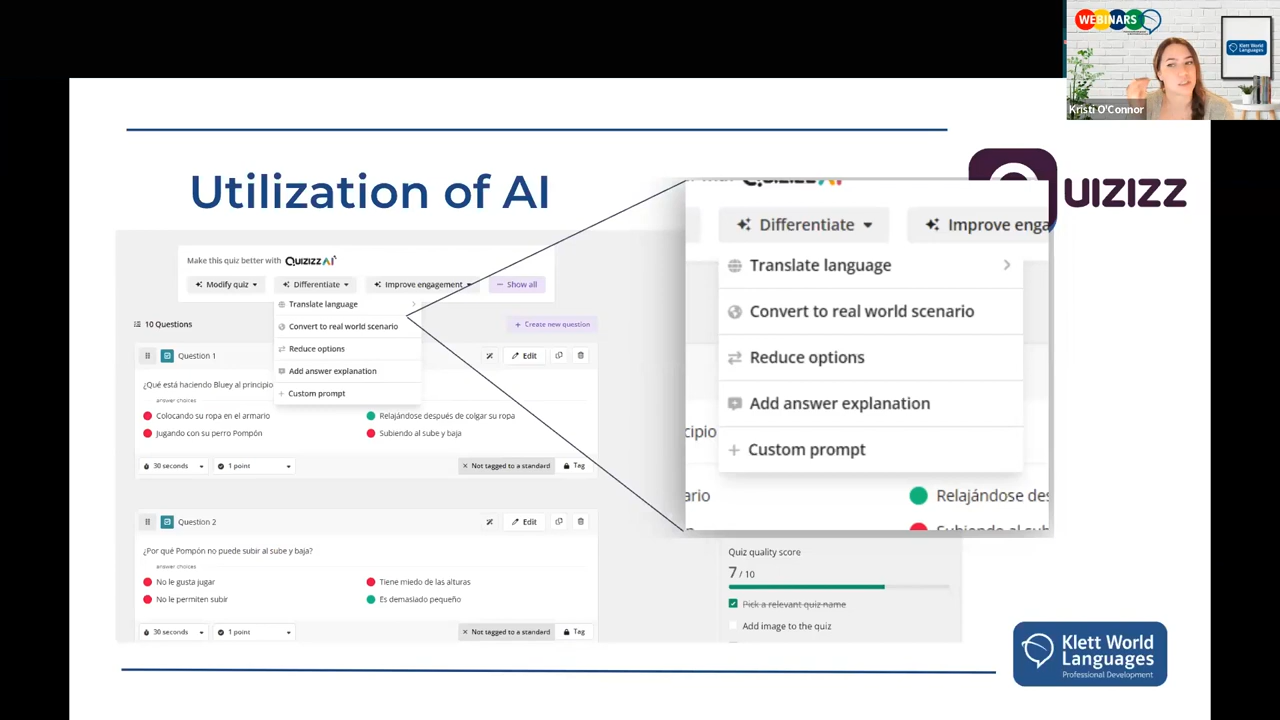 WEBINARS
Klett World
Languages
Kristi O'Connor
Utilization of AI
UIZIZZ
Make this quiz better with QUIZIZZ AI
Modify quiz
Differentiate
Improve engagement
Show all
Translate language
Convert to real world scenario
Reduce options
Add answer explanation
Custom prompt
10 Questions
+ Create new question
Question 1
Edit
¿Qué está haciendo Bluey al principio
answer choices
Colocando su ropa en el armario
Relajándose después de colgar su ropa
Jugando con su perro Pompón
Subiendo al sube y baja
30 seconds
1 point
Not tagged to a standard
Tag
Question 2
Edit
¿Por qué Pompón no puede subir al sube y baja?
answer choices
No le gusta jugar
Tiene miedo de las alturas
No le permiten subir
Es demasiado pequeño
30 seconds
1 point
Not tagged to a standard
Tag
Differentiate
Improve enga
Translate language
Convert to real world scenario
Reduce options
Add answer explanation
+ Custom prompt
cipio
ario
Relajándose des
Quiz quality score
7 / 10
Pick a relevant quiz name
Add image to the quiz
Klett World
Languages
Professional Development